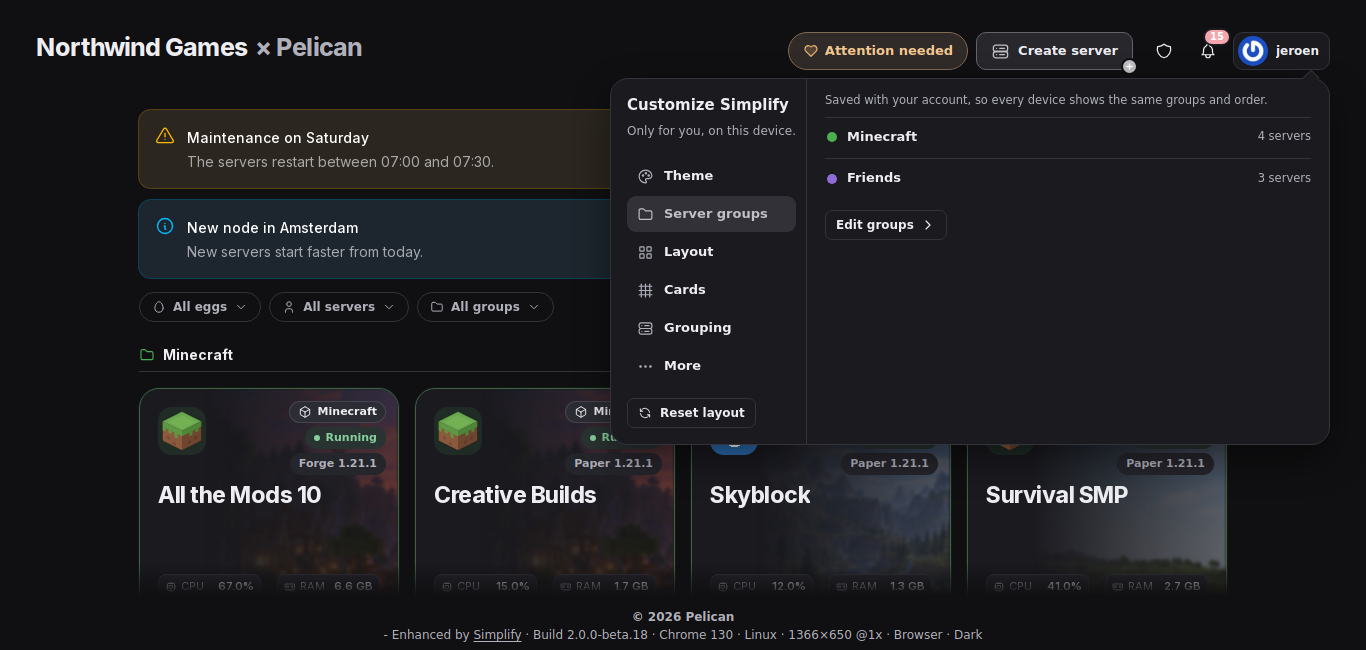 Northwind Games × Pelican
Attention needed
Create server
15
jeroen
Maintenance on Saturday
The servers restart between 07:00 and 07:30.
New node in Amsterdam
New servers start faster from today.
All eggs
All servers
All groups
Customize Simplify
Only for you, on this device.
Theme
Server groups
Layout
Cards
Grouping
More
Reset layout
Saved with your account, so every device shows the same groups and order.
Minecraft
4 servers
Friends
3 servers
Edit groups
Minecraft
Minecraft
Running
Forge 1.21.1
All the Mods 10
CPU 67.0%
RAM 6.6 GB
Paper 1.21.1
Creative Builds
CPU 15.0%
RAM 1.7 GB
Paper 1.21.1
Skyblock
CPU 12.0%
RAM 1.3 GB
Paper 1.21.1
Survival SMP
CPU 41.0%
RAM 2.7 GB
© 2026 Pelican
- Enhanced by Simplify · Build 2.0.0-beta.18 · Chrome 130 · Linux · 1366×650 @1x · Browser · Dark